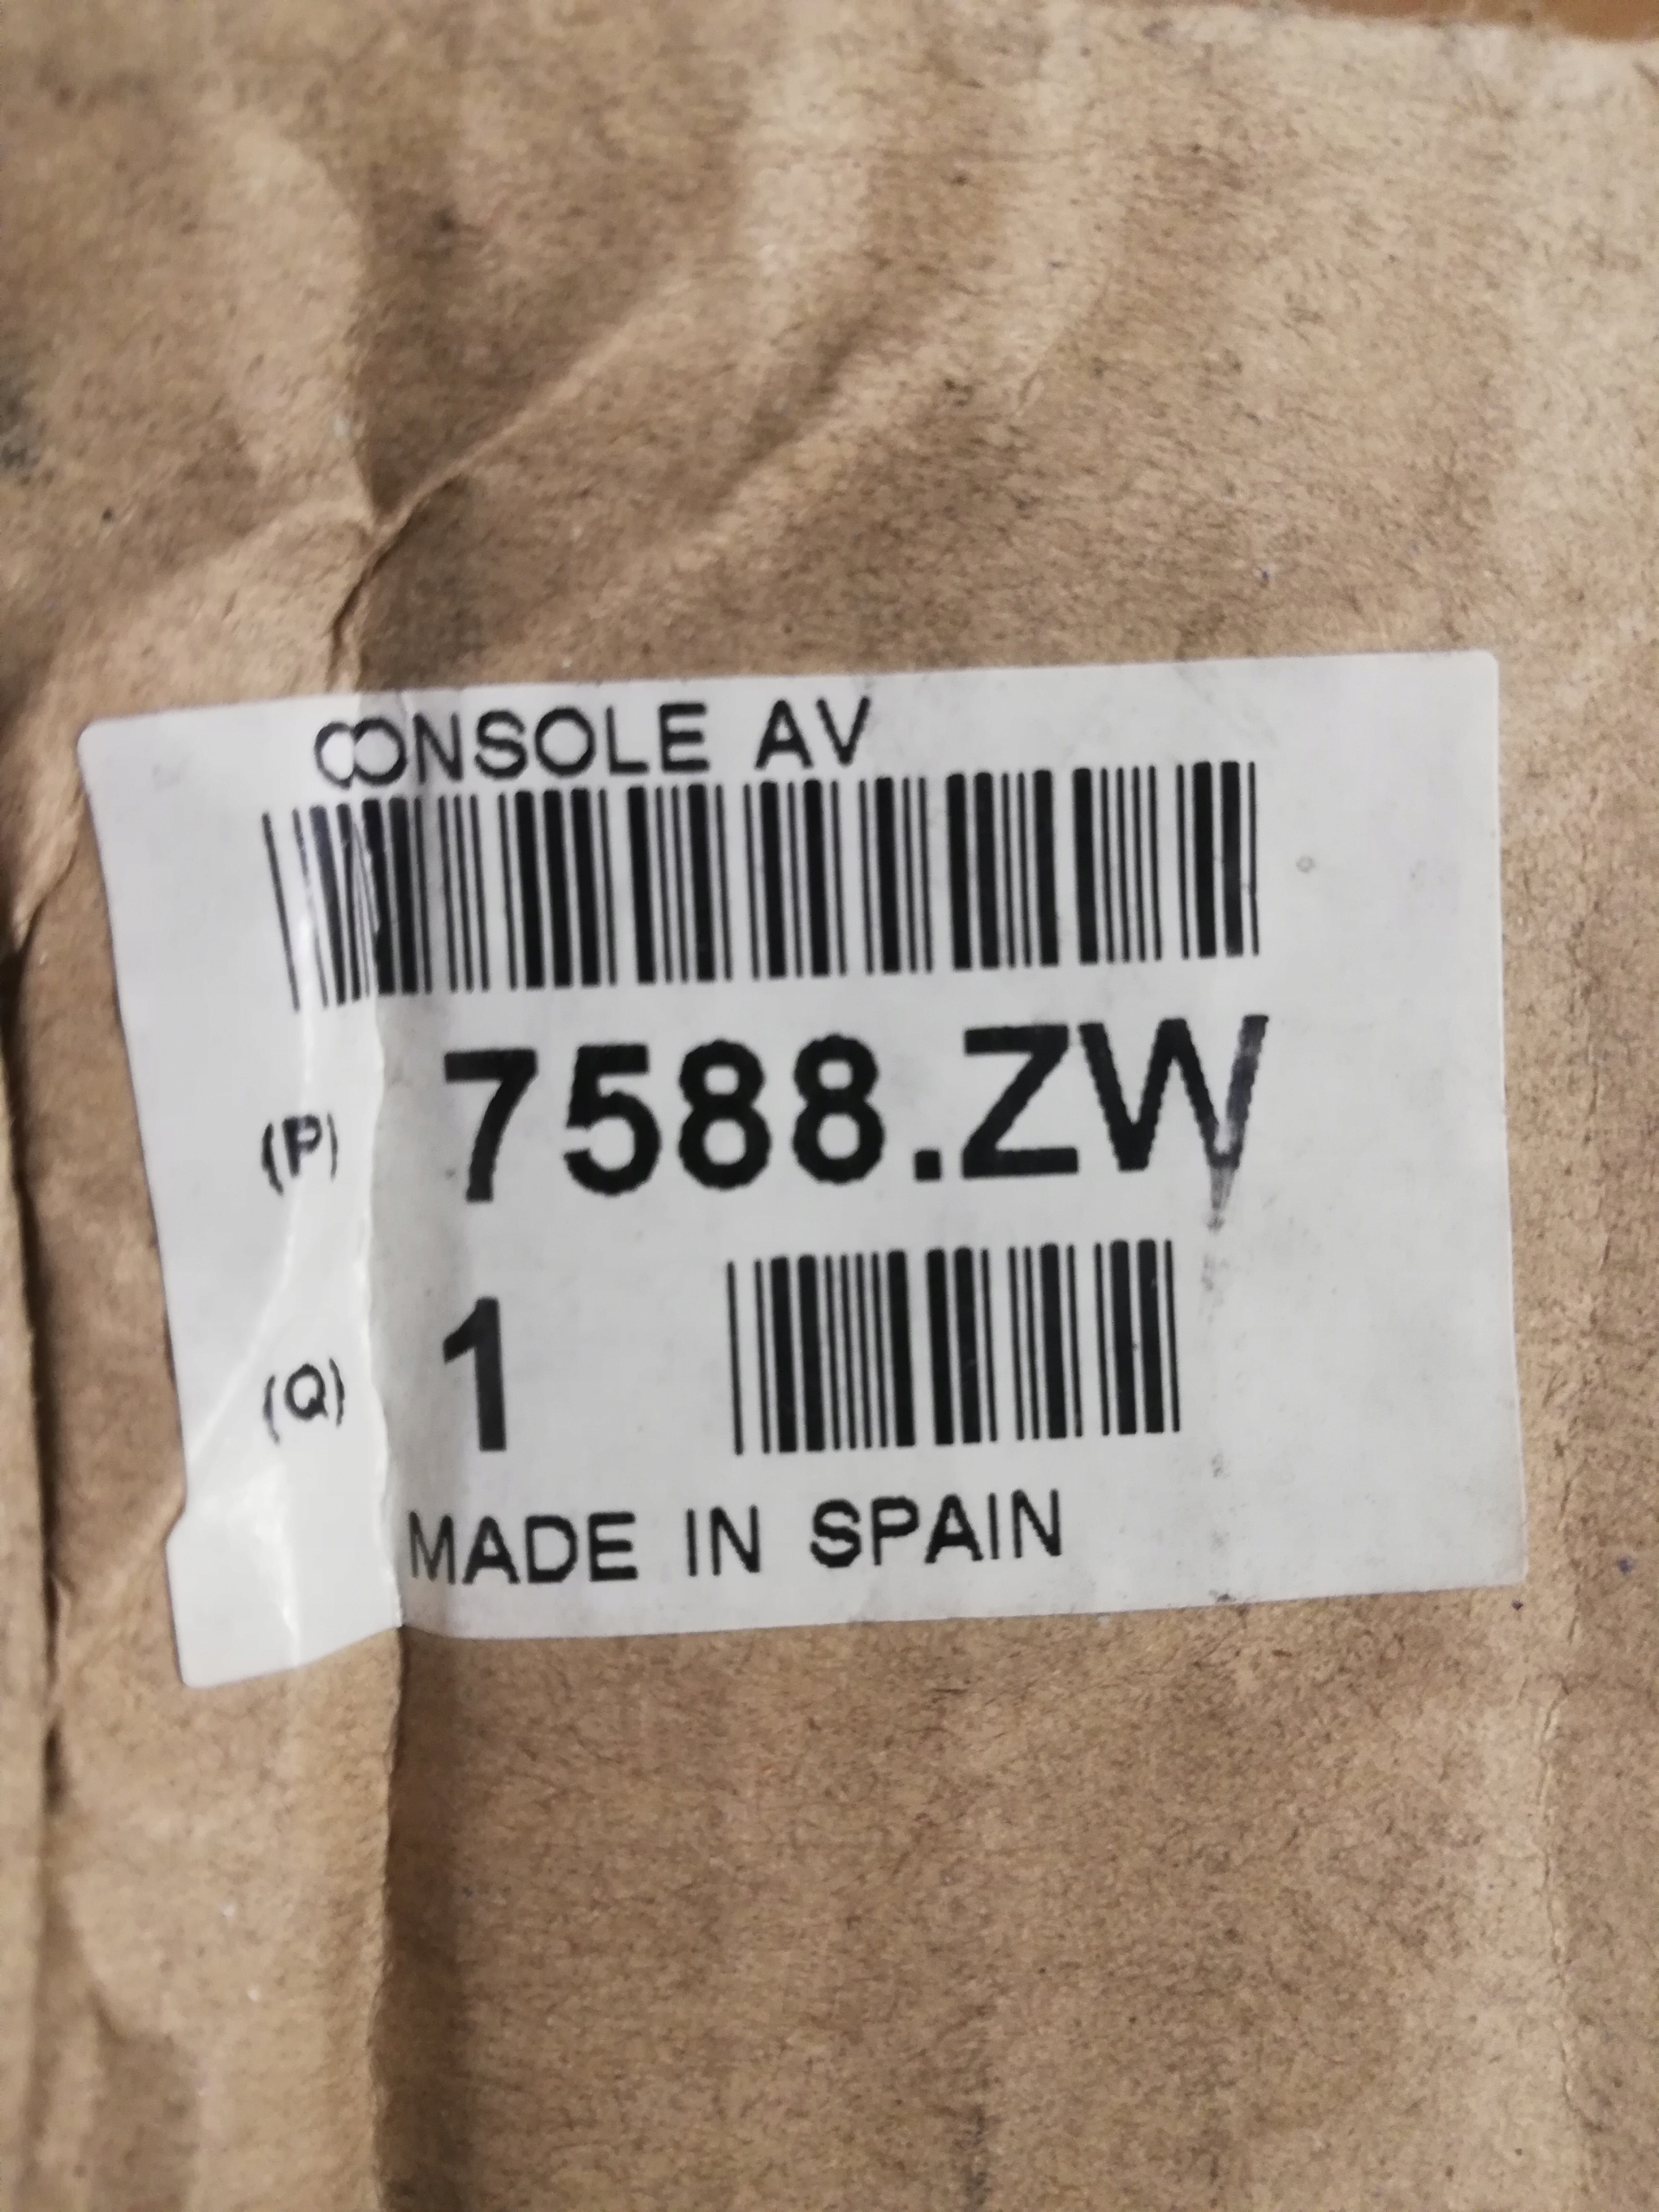 CONSOLE AV
(P) 7588.ZW
(Q) 1
MADE IN SPAIN